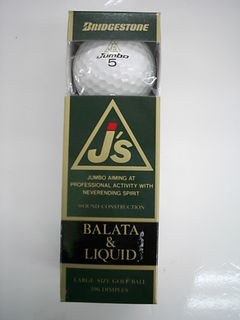 BRIDGESTONE
Jumbo
5
J's
JUMBO AIMING AT
PROFESSIONAL ACTIVITY WITH
NEVERENDING SPIRIT
WOUND CONSTRUCTION
BALATA
&
LIQUID
LARGE SIZE GOLF BALL
396 DIMPLES